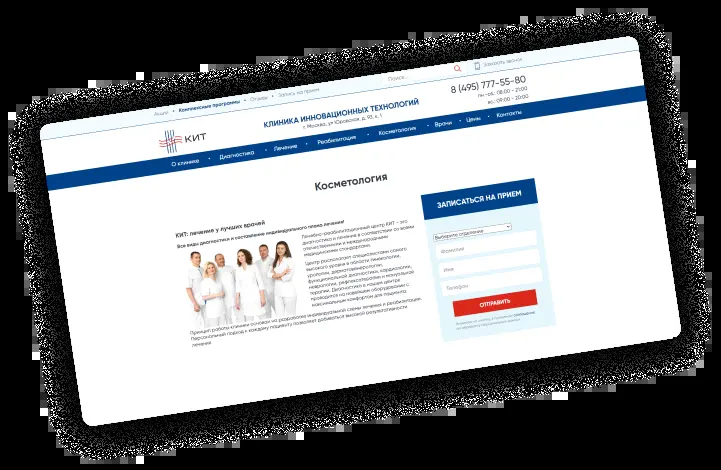 Акции • Комплексные программы • Отзывы • Запись на прием
Поиск...
Заказать звонок
КИТ
КЛИНИКА ИННОВАЦИОННЫХ ТЕХНОЛОГИЙ
г. Москва, ул Юровская, д. 93, к. 1
8 (495) 777-55-80
пн-сб.: 08:00 - 21:00
вс.: 09:00 - 20:00
О клинике • Диагностика • Лечение • Реабилитация • Косметология • Врачи • Цены • Контакты
Косметология
КИТ: лечение у лучших врачей
Все виды диагностики и составление индивидуального плана лечения!
Лечебно-реабилитационный центр КИТ – это
диагностика и лечение в соответствии со всеми
отечественными и международными
медицинскими стандартами.
Центр располагает специалистами самого
высокого уровня в области гинекологии,
урологии, дерматовенерологии,
функциональной диагностики, кардиологии,
неврологии, рефлексотерапии и мануальной
терапии. Диагностика в нашем центре
проводится на новейшем оборудовании с
максимальным комфортом для пациента.
Принцип работы клиники основан на разработке индивидуальной схемы лечения и реабилитации.
Персональный подход к каждому пациенту позволяет добиваться высокой результативности
лечения
ЗАПИСАТЬСЯ НА ПРИЕМ
Выберите отделение
Фамилия
Имя
Телефон
ОТПРАВИТЬ